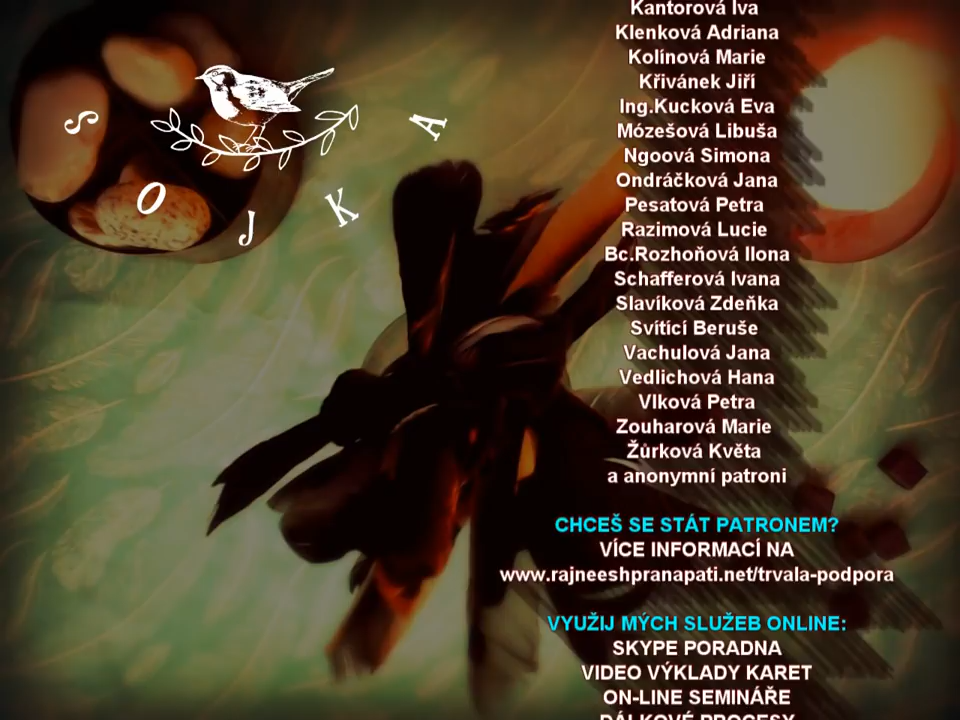 SOJKA
Kantorová Iva
Klenková Adriana
Kolínová Marie
Křivánek Jiří
Ing.Kucková Eva
Mózešová Libuša
Ngoová Simona
Ondráčková Jana
Pesatová Petra
Razimová Lucie
Bc.Rozhoňová Ilona
Schafferová Ivana
Slavíková Zdeňka
Svítící Beruše
Vachulová Jana
Vedlichová Hana
Vlková Petra
Zouharová Marie
Žůrková Květa
a anonymní patroni
CHCEŠ SE STÁT PATRONEM?
VÍCE INFORMACÍ NA
www.rajneeshpranapati.net/trvala-podpora
VYUŽIJ MÝCH SLUŽEB ONLINE:
SKYPE PORADNA
VIDEO VÝKLADY KARET
ON-LINE SEMINÁŘE
DÁLKOVÉ PROCESY